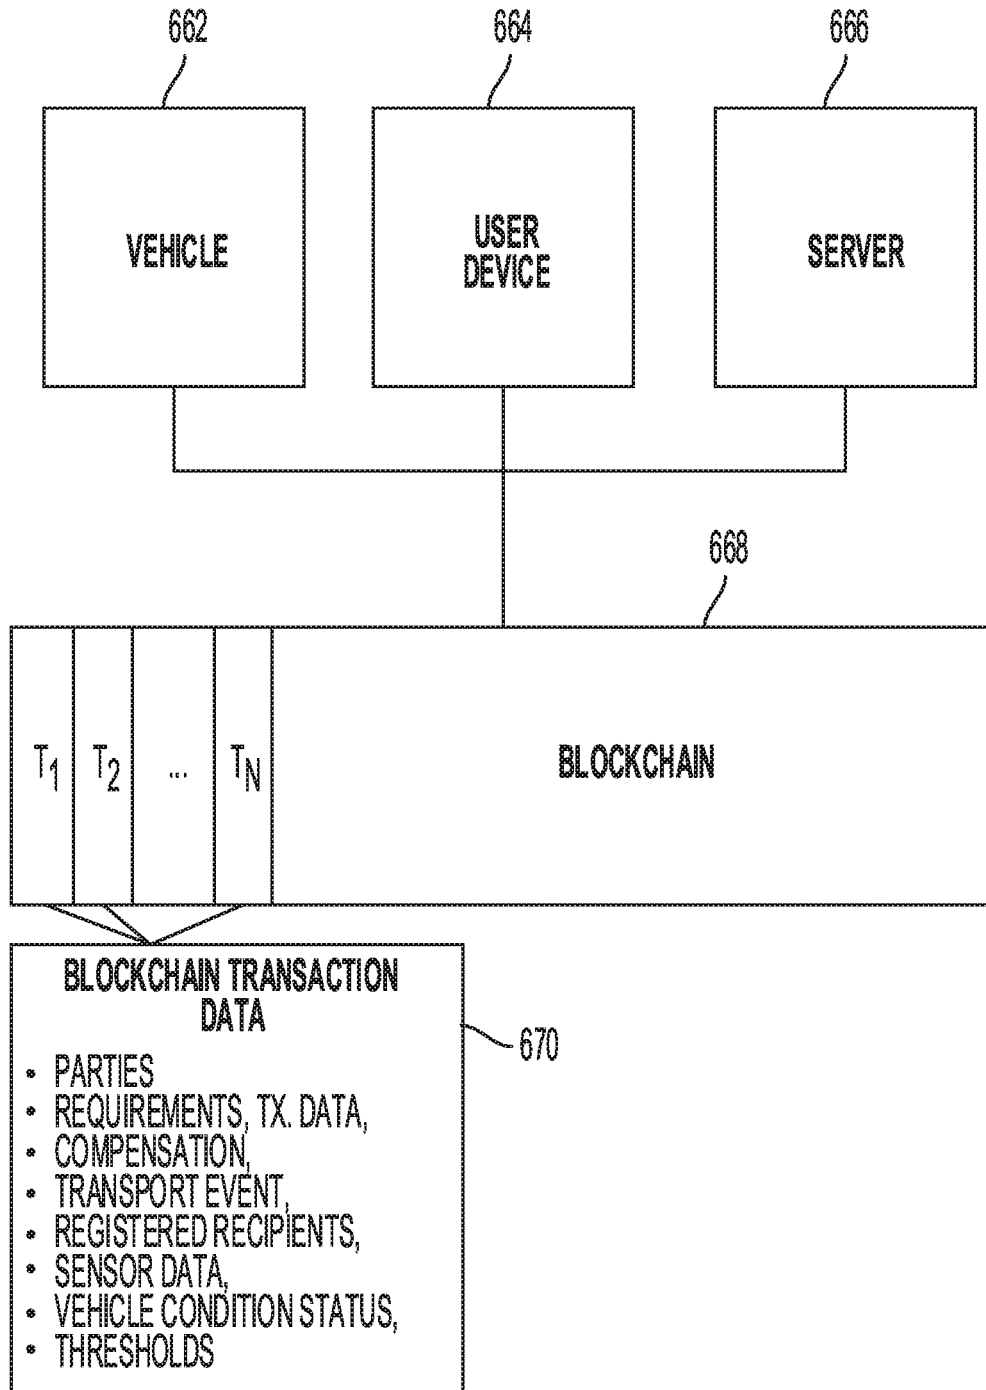 662
664
666
VEHICLE
USER
DEVICE
SERVER
668
T1
T2
...
TN
BLOCKCHAIN
BLOCKCHAIN TRANSACTION
DATA
670
• PARTIES
• REQUIREMENTS, TX. DATA,
• COMPENSATION,
• TRANSPORT EVENT,
• REGISTERED RECIPIENTS,
• SENSOR DATA,
• VEHICLE CONDITION STATUS,
• THRESHOLDS